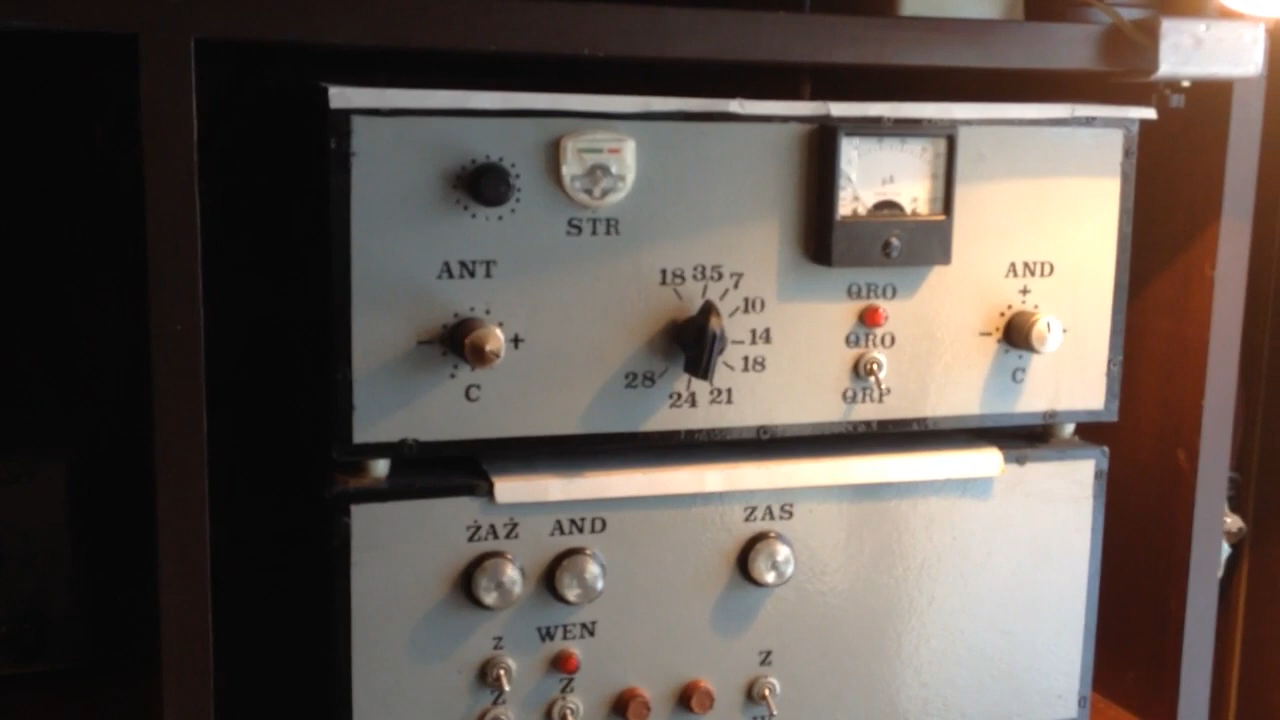 STR
ANT
- +
C
18 3,5 7
10
14
18
21
24
28
QRO
QRO
QRP
AND
+
-
C
ŻAŻ AND ZAS
WEN
Z
Z
Z
Z